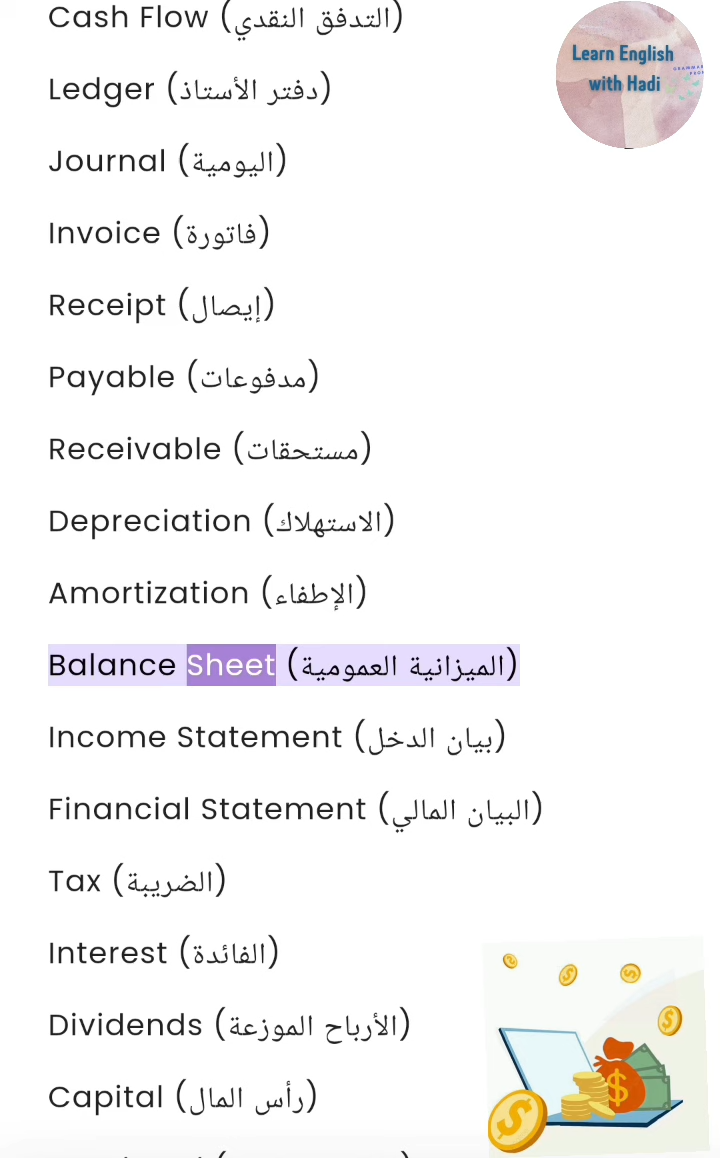 Cash Flow (التدفق النقدي)
Learn English
with Hadi
Ledger (دفتر الأستاذ)
Journal (اليومية)
Invoice (فاتورة)
Receipt (إيصال)
Payable (مدفوعات)
Receivable (مستحقات)
Depreciation (الاستهلاك)
Amortization (الإطفاء)
Balance Sheet (الميزانية العمومية)
Income Statement (بيان الدخل)
Financial Statement (البيان المالي)
Tax (الضريبة)
Interest (الفائدة)
Dividends (الأرباح الموزعة)
Capital (رأس المال)